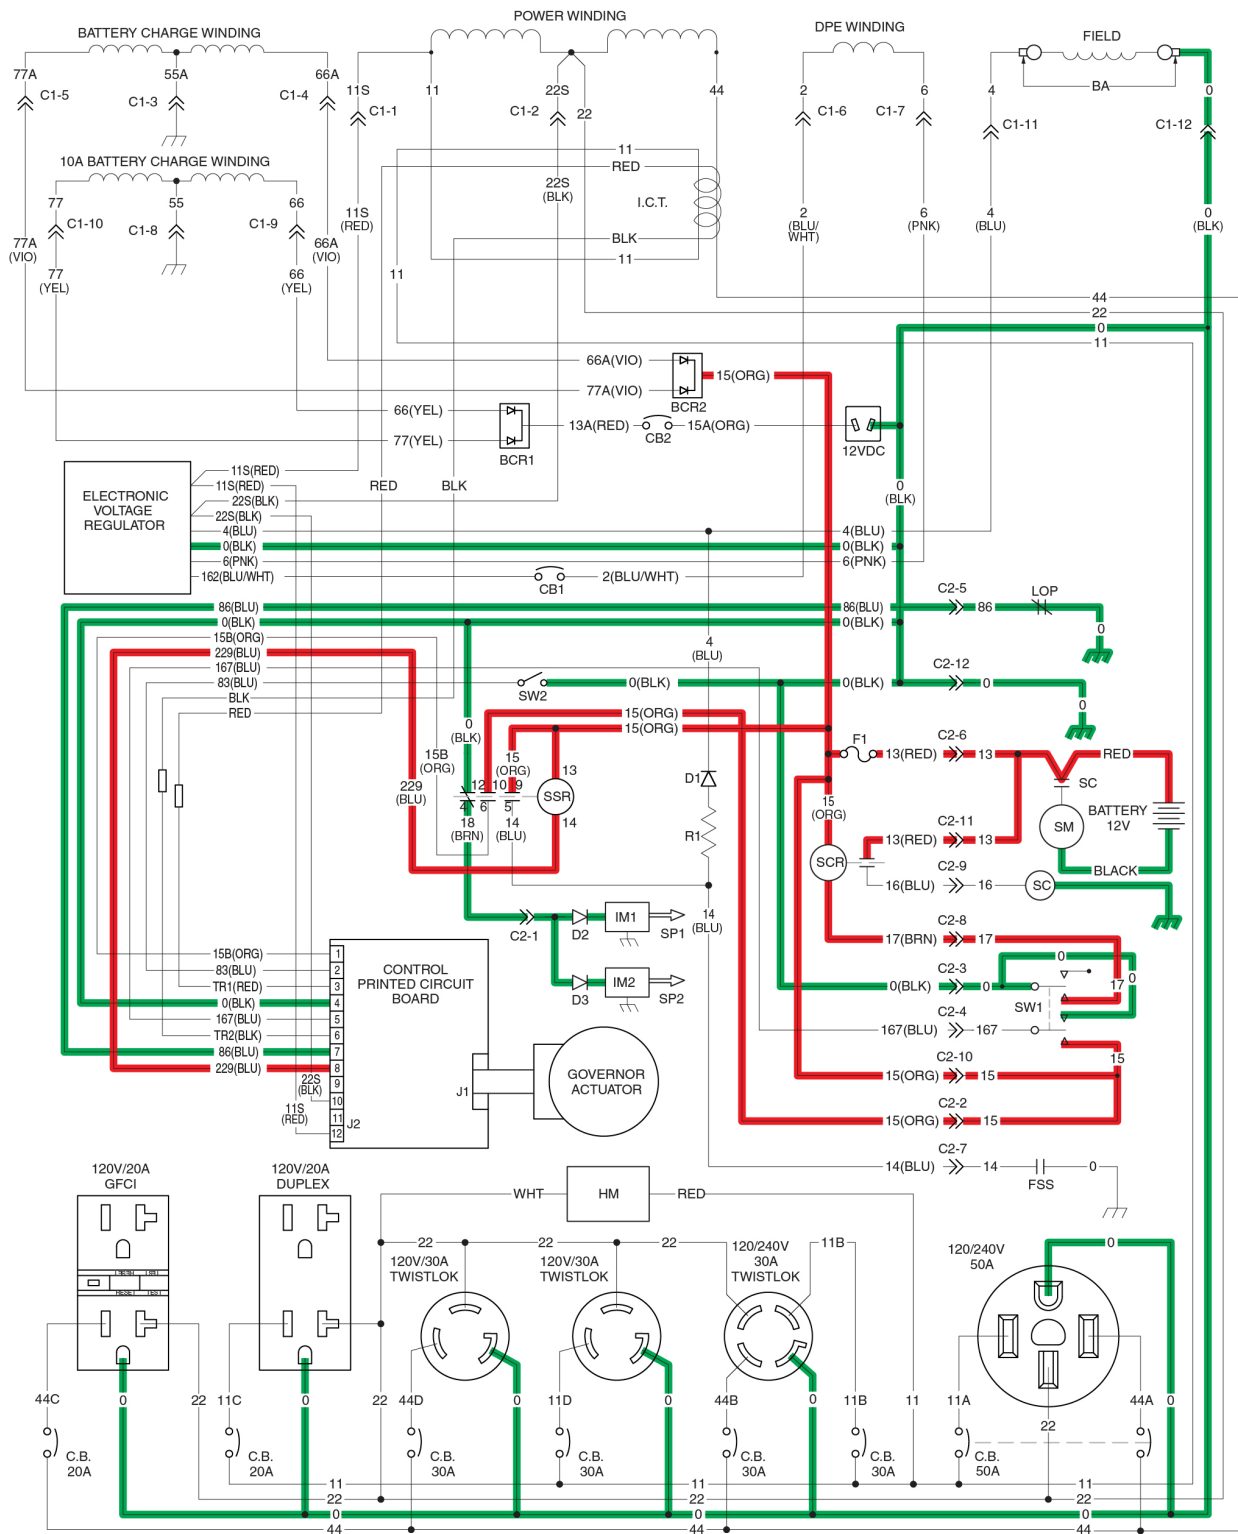 BATTERY CHARGE WINDING
POWER WINDING
DPE WINDING
FIELD
77A
55A
66A
11S
11
22S
22
44
2
6
4
BA
0
C1-5
C1-3
C1-4
C1-1
C1-2
C1-6
C1-7
C1-11
C1-12
10A BATTERY CHARGE WINDING
11
RED
I.C.T.
BLK
11
77
55
66
C1-10
C1-8
C1-9
22S
(BLK)
11S
(RED)
2
(BLU/
WHT)
6
(PNK)
4
(BLU)
0
(BLK)
77A
(VIO)
66A
(VIO)
77
(YEL)
66
(YEL)
11
44
22
0
11
66A(VIO)
77A(VIO)
BCR2
15(ORG)
66(YEL)
77(YEL)
BCR1
13A(RED)
CB2
15A(ORG)
12VDC
ELECTRONIC
VOLTAGE
REGULATOR
11S(RED)
11S(RED)
22S(BLK)
22S(BLK)
4(BLU)
0(BLK)
6(PNK)
162(BLU/WHT)
RED
BLK
0
(BLK)
4(BLU)
0(BLK)
6(PNK)
CB1
2(BLU/WHT)
86(BLU)
0(BLK)
15B(ORG)
229(BLU)
167(BLU)
83(BLU)
BLK
RED
86(BLU)
0(BLK)
C2-5
86
LOP
0
4
(BLU)
SW2
0(BLK)
0(BLK)
C2-12
0
15(ORG)
15(ORG)
0
(BLK)
15B
(ORG)
15
(ORG)
229
(BLU)
12
10
9
4
6
5
18
(BRN)
14
(BLU)
13
SSR
14
D1
R1
F1
13(RED)
C2-6
13
RED
SC
BATTERY
12V
15
(ORG)
SM
13(RED)
C2-11
13
SCR
BLACK
C2-9
16(BLU)
16
SC
14
(BLU)
C2-1
D2
IM1
SP1
D3
IM2
SP2
C2-8
17(BRN)
17
C2-3
0(BLK)
0
0
0
17
SW1
C2-4
167(BLU)
167
15
C2-10
15(ORG)
15
C2-2
15(ORG)
15
C2-7
14(BLU)
14
FSS
0
15B(ORG)
83(BLU)
TR1(RED)
0(BLK)
167(BLU)
TR2(BLK)
86(BLU)
229(BLU)
22S
(BLK)
11S
(RED)
1
2
3
4
5
6
7
8
9
10
11
12
J2
CONTROL
PRINTED CIRCUIT
BOARD
J1
GOVERNOR
ACTUATOR
120V/20A
GFCI
120V/20A
DUPLEX
WHT
HM
RED
RESET
TEST
22
22
22
11B
120V/30A
TWISTLOK
120V/30A
TWISTLOK
120/240V
30A
TWISTLOK
120/240V
50A
0
44C
0
22
11C
0
22
44D
0
11D
0
44B
0
11B
11
11A
22
44A
0
C.B.
20A
C.B.
20A
C.B.
30A
C.B.
30A
C.B.
30A
C.B.
30A
C.B.
50A
11
11
11
22
22
22
0
0
0
44
44
44